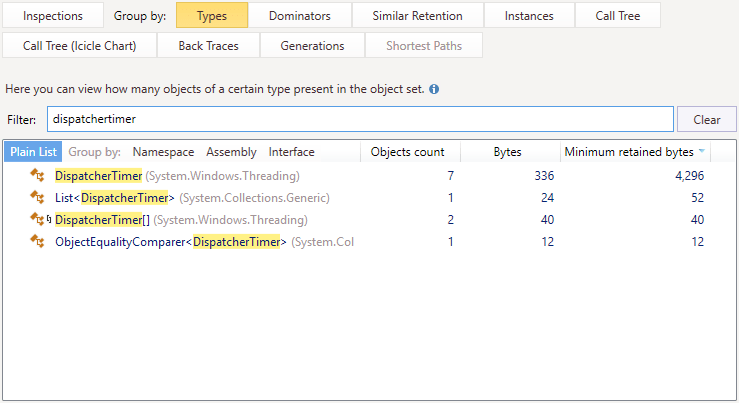 Inspections Group by: Types Dominators Similar Retention Instances Call Tree
Call Tree (Icicle Chart) Back Traces Generations Shortest Paths
Here you can view how many objects of a certain type present in the object set.
Filter: dispatchertimer Clear
Plain List Group by: Namespace Assembly Interface Objects count Bytes Minimum retained bytes
DispatcherTimer (System.Windows.Threading) 7 336 4,296
List<DispatcherTimer> (System.Collections.Generic) 1 24 52
DispatcherTimer[] (System.Windows.Threading) 2 40 40
ObjectEqualityComparer<DispatcherTimer> (System.Col 1 12 12